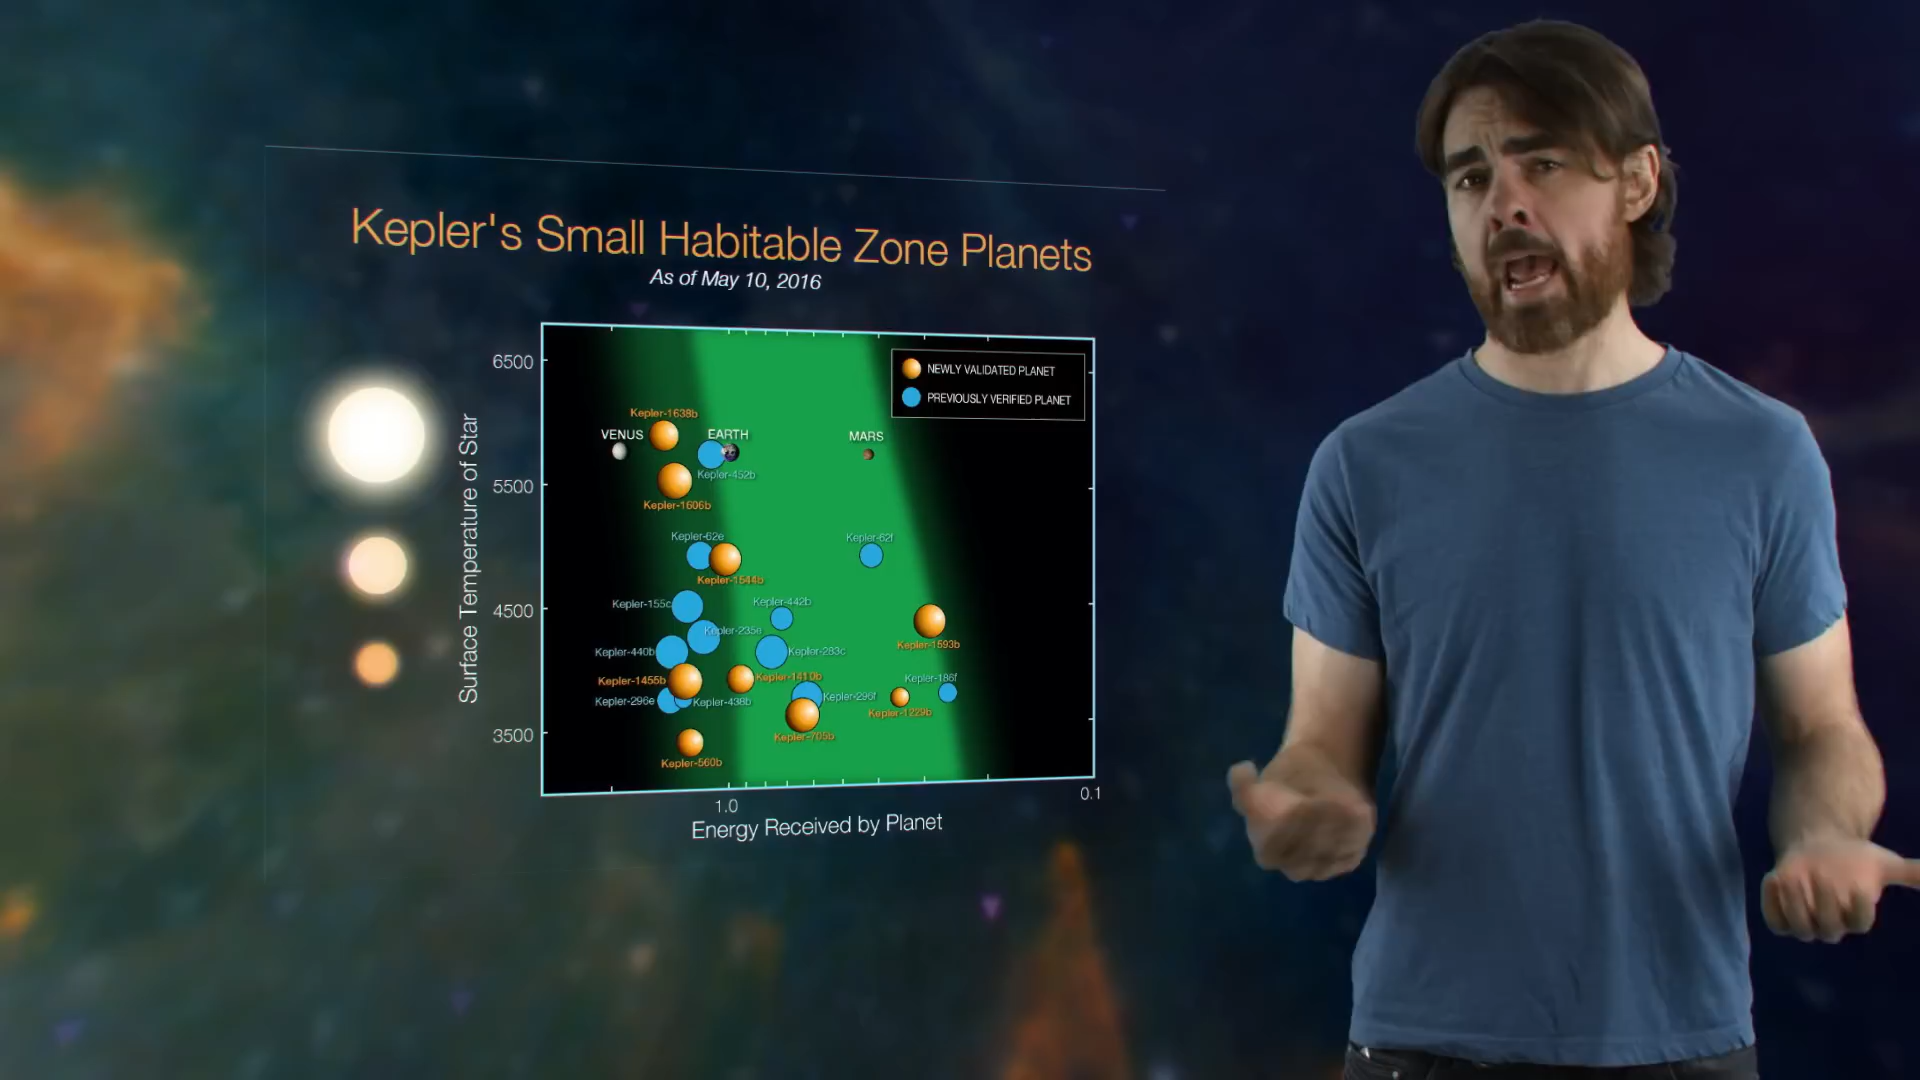 Kepler's Small Habitable Zone Planets
As of May 10, 2016
6500
5500
4500
3500
Surface Temperature of Star
NEWLY VALIDATED PLANET
PREVIOUSLY VERIFIED PLANET
Kepler-1638b
VENUS
EARTH
MARS
Kepler-452b
Kepler-1606b
Kepler-62e
Kepler-62f
Kepler-1544b
Kepler-155c
Kepler-442b
Kepler-235e
Kepler-1593b
Kepler-440b
Kepler-283c
Kepler-1455b
Kepler-1410b
Kepler-186f
Kepler-296e
Kepler-438b
Kepler-296f
Kepler-1229b
Kepler-705b
Kepler-560b
1.0
0.1
Energy Received by Planet